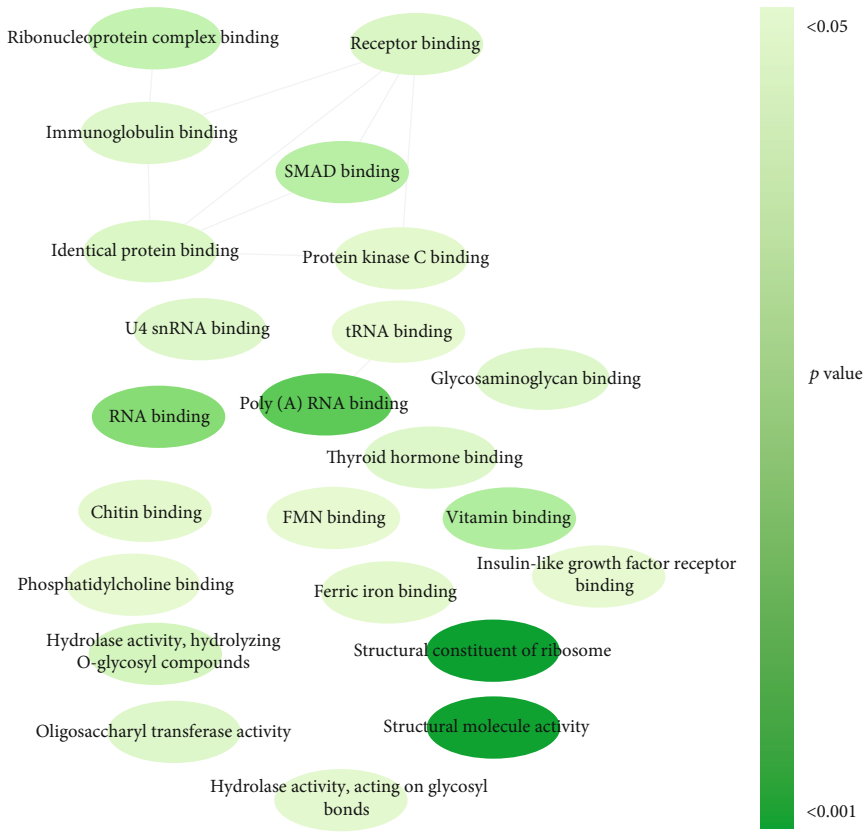 Ribonucleoprotein complex binding
Receptor binding
<0.05
Immunoglobulin binding
SMAD binding
Identical protein binding
Protein kinase C binding
U4 snRNA binding
tRNA binding
p value
Glycosaminoglycan binding
Poly (A) RNA binding
RNA binding
Thyroid hormone binding
Chitin binding
FMN binding
Vitamin binding
Insulin-like growth factor receptor
binding
Phosphatidylcholine binding
Ferric iron binding
Hydrolase activity, hydrolyzing
O-glycosyl compounds
Structural constituent of ribosome
Oligosaccharyl transferase activity
Structural molecule activity
Hydrolase activity, acting on glycosyl
bonds
<0.001